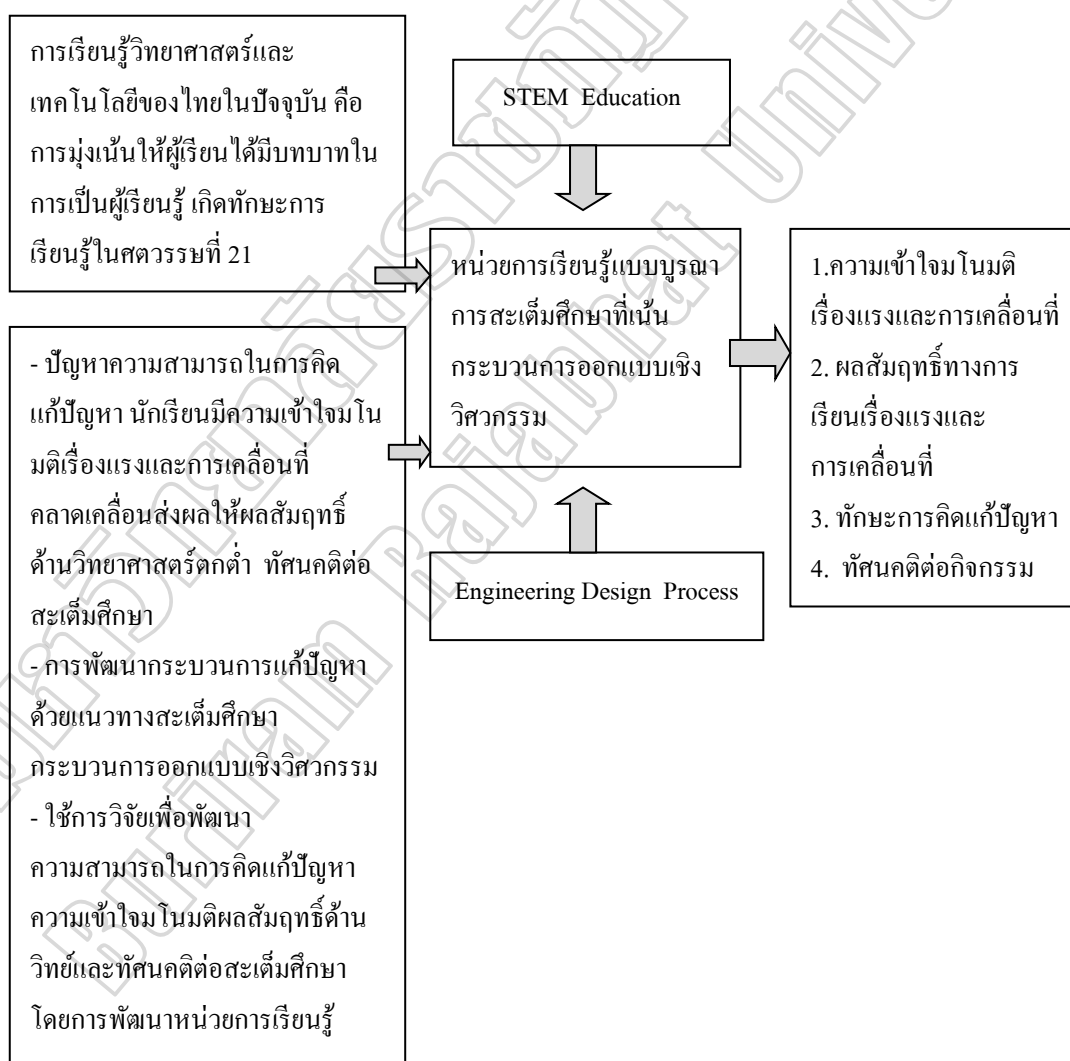 การเรียนรู้วิทยาศาสตร์และ
เทคโนโลยีของไทยในปัจจุบัน คือ
การมุ่งเน้นให้ผู้เรียนได้มีบทบาทใน
การเป็นผู้เรียนรู้ เกิดทักษะการ
เรียนรู้ในศตวรรษที่ 21
- ปัญหาความสามารถในการคิด
แก้ปัญหา นักเรียนมีความเข้าใจมโน
มติเรื่องแรงและการเคลื่อนที่
คลาดเคลื่อนส่งผลให้ผลสัมฤทธิ์
ด้านวิทยาศาสตร์ตกต่ำ ทัศนคติต่อ
สะเต็มศึกษา
- การพัฒนากระบวนการแก้ปัญหา
ด้วยแนวทางสะเต็มศึกษา
กระบวนการออกแบบเชิงวิศวกรรม
- ใช้การวิจัยเพื่อพัฒนา
ความสามารถในการคิดแก้ปัญหา
ความเข้าใจมโนมติผลสัมฤทธิ์ด้าน
วิทย์และทัศนคติต่อสะเต็มศึกษา
โดยการพัฒนาหน่วยการเรียนรู้
STEM Education
หน่วยการเรียนรู้แบบบูรณา
การสะเต็มศึกษาที่เน้น
กระบวนการออกแบบเชิง
วิศวกรรม
Engineering Design Process
1.ความเข้าใจมโนมติ
เรื่องแรงและการเคลื่อนที่
2. ผลสัมฤทธิ์ทางการ
เรียนเรื่องแรงและ
การเคลื่อนที่
3. ทักษะการคิดแก้ปัญหา
4. ทัศนคติต่อกิจกรรม
Buriram Rajabhat